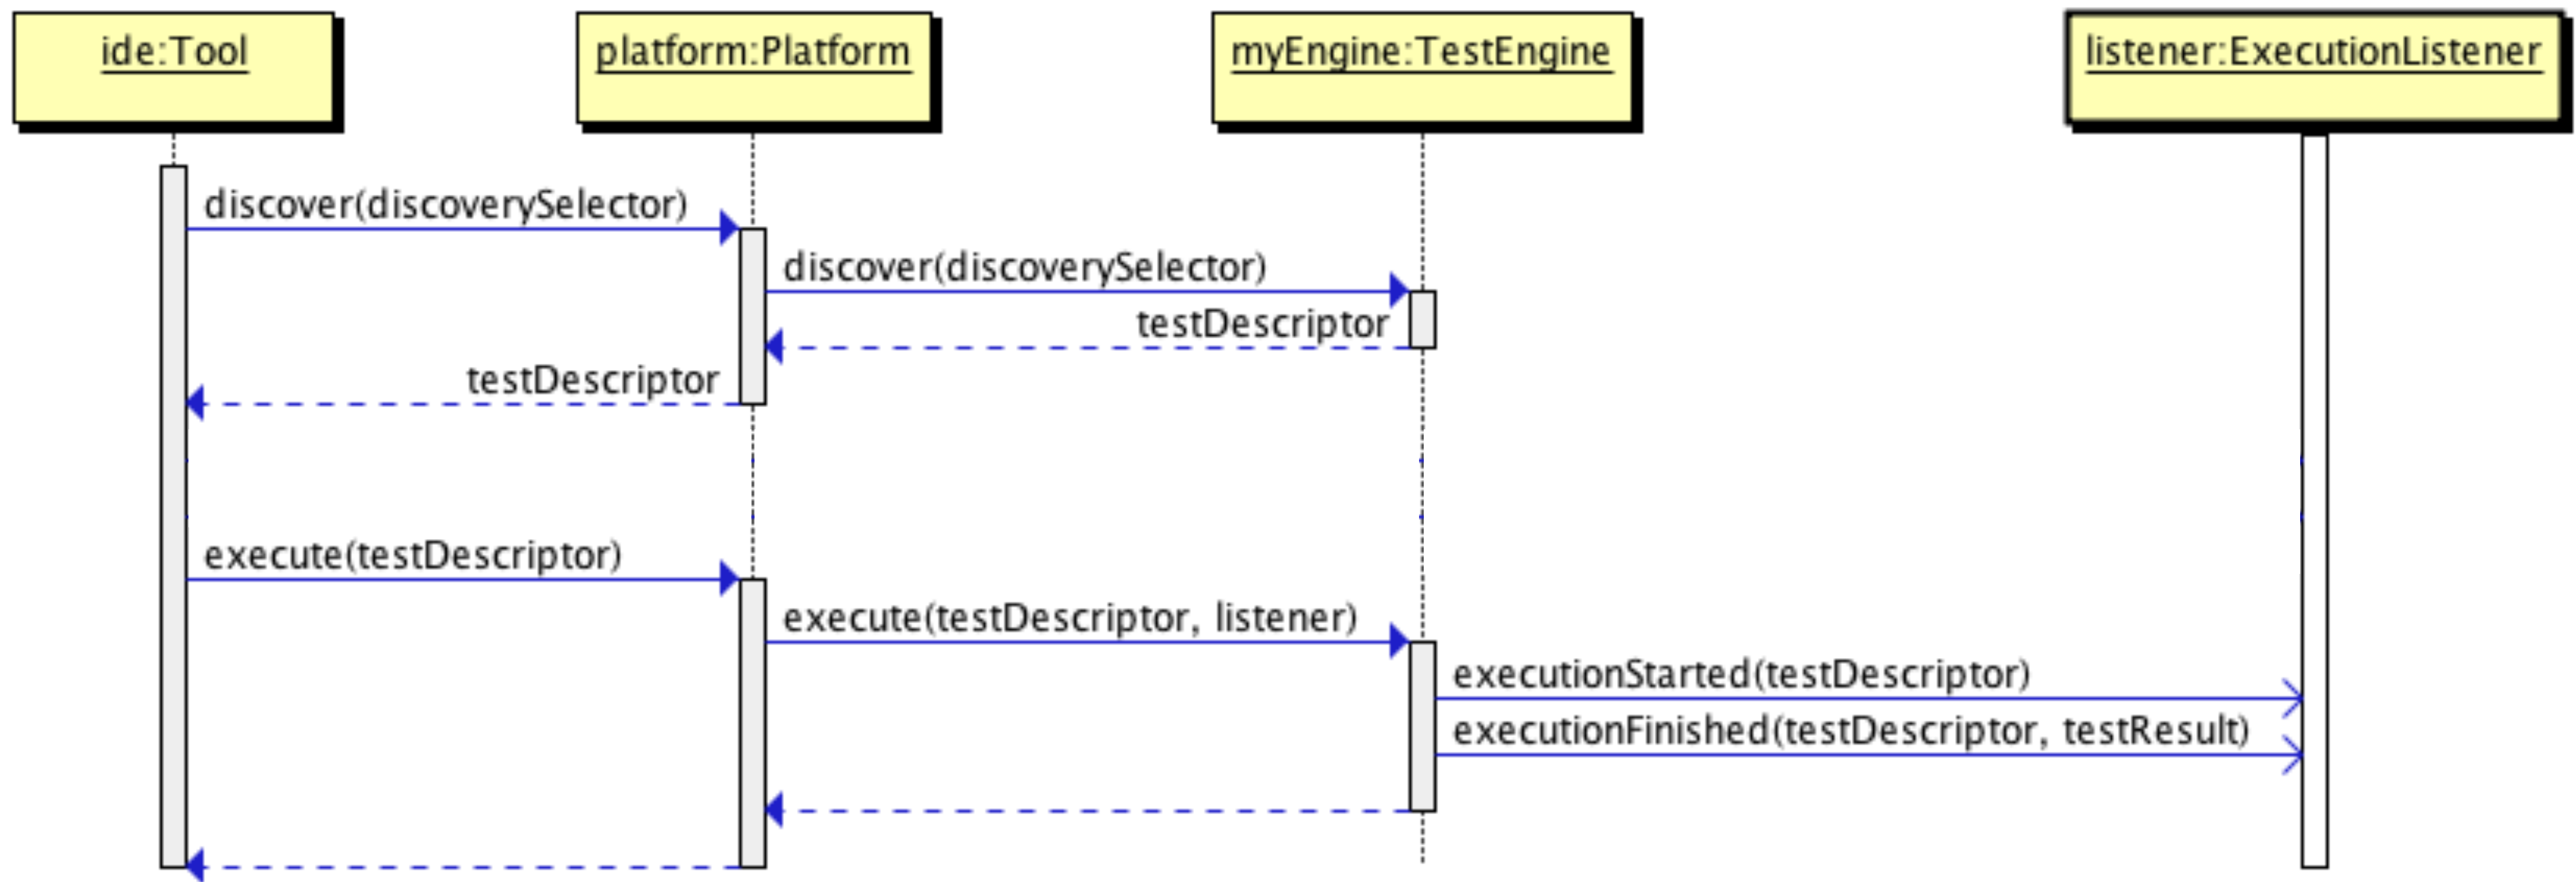 ide:Tool
platform:Platform
myEngine:TestEngine
listener:ExecutionListener
discover(discoverySelector)
discover(discoverySelector)
testDescriptor
testDescriptor
execute(testDescriptor)
execute(testDescriptor, listener)
executionStarted(testDescriptor)
executionFinished(testDescriptor, testResult)